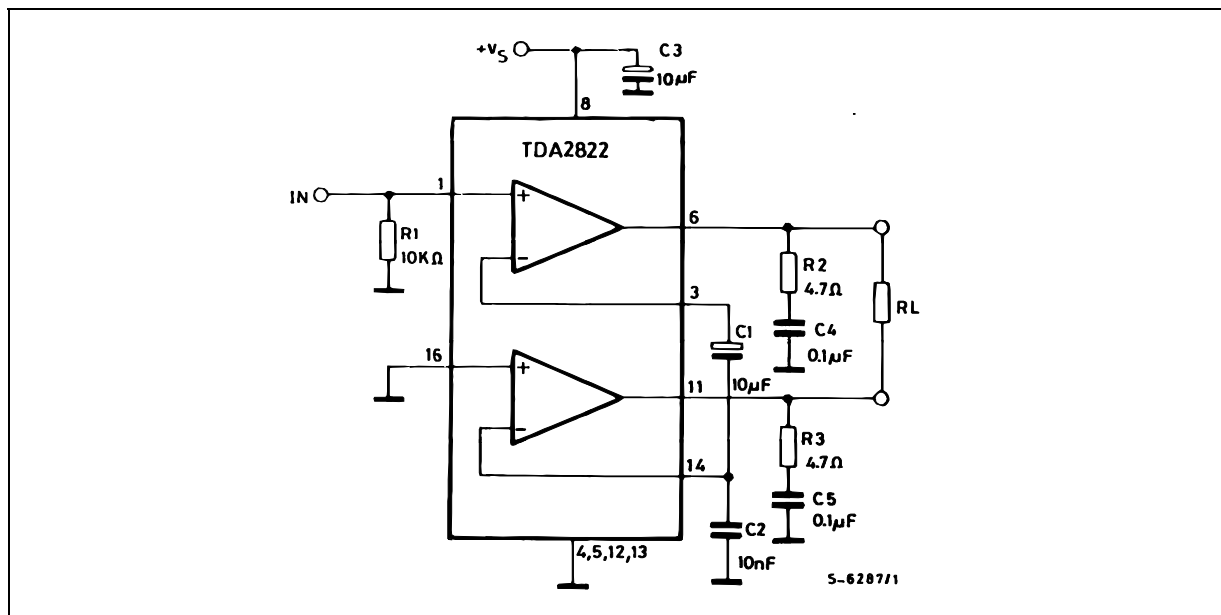 +VS
C3
10µF
8
TDA2822
IN
1
+
R1
10KΩ
−
6
R2
4.7Ω
C4
0.1µF
RL
3
C1
10µF
16
+
−
11
R3
4.7Ω
C5
0.1µF
14
C2
10nF
4,5,12,13
S-6287/1